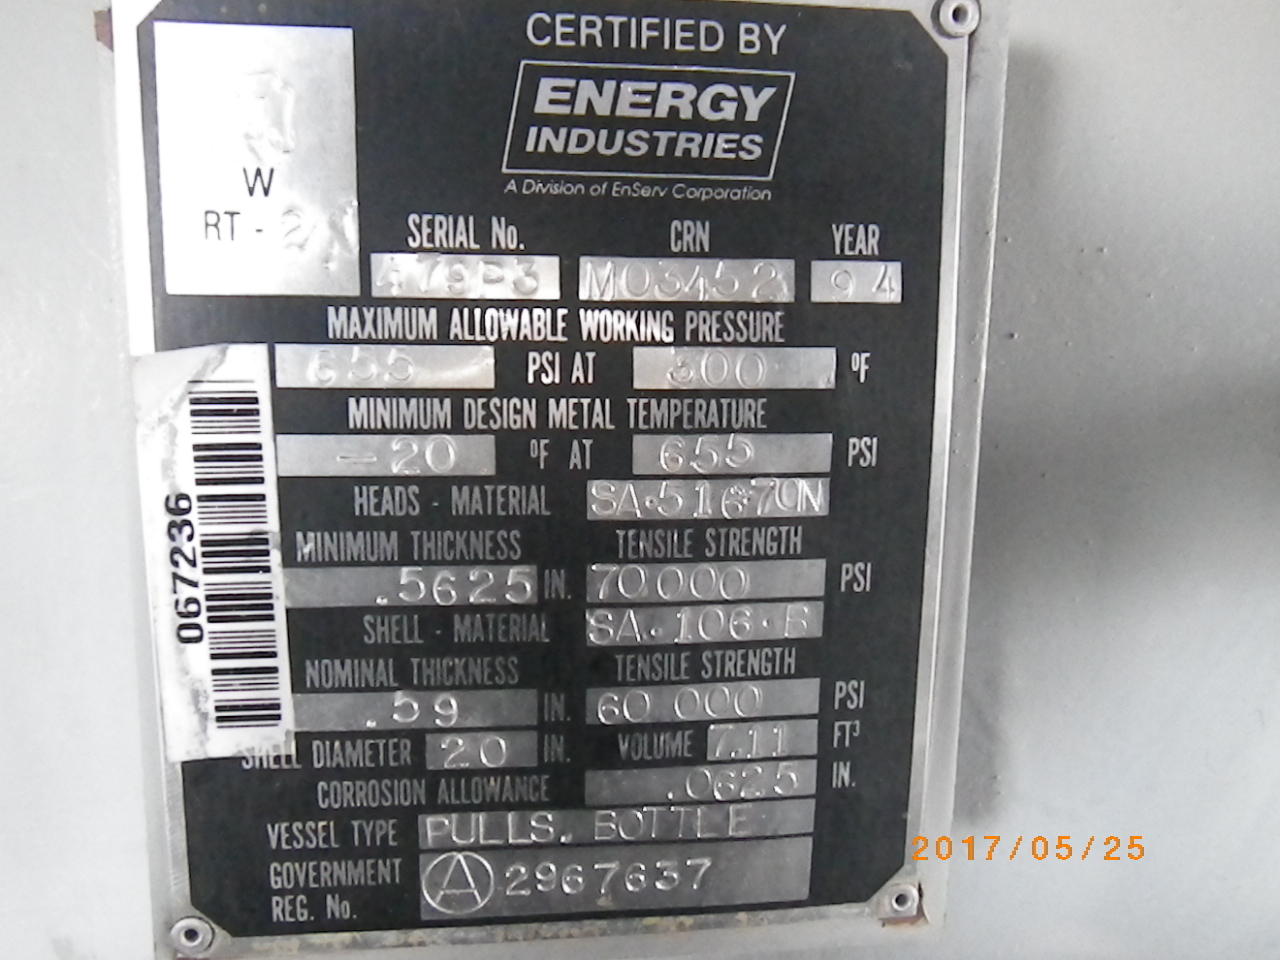 CERTIFIED BY
ENERGY
INDUSTRIES
A Division of EnServ Corporation
W
RT - 2
SERIAL No. CRN YEAR
479P3 M03452 94
MAXIMUM ALLOWABLE WORKING PRESSURE
655 PSI AT 300 °F
MINIMUM DESIGN METAL TEMPERATURE
-20 °F AT 655 PSI
HEADS - MATERIAL SA·516·70N
MINIMUM THICKNESS TENSILE STRENGTH
.5625 IN. 70000 PSI
SHELL - MATERIAL SA·106·B
NOMINAL THICKNESS TENSILE STRENGTH
.59 IN. 60 000 PSI
SHELL DIAMETER 20 IN. VOLUME 7.11 FT³
CORROSION ALLOWANCE .0625 IN.
VESSEL TYPE PULLS. BOTTLE
GOVERNMENT REG. No. A 2967637
067236
2017/05/25